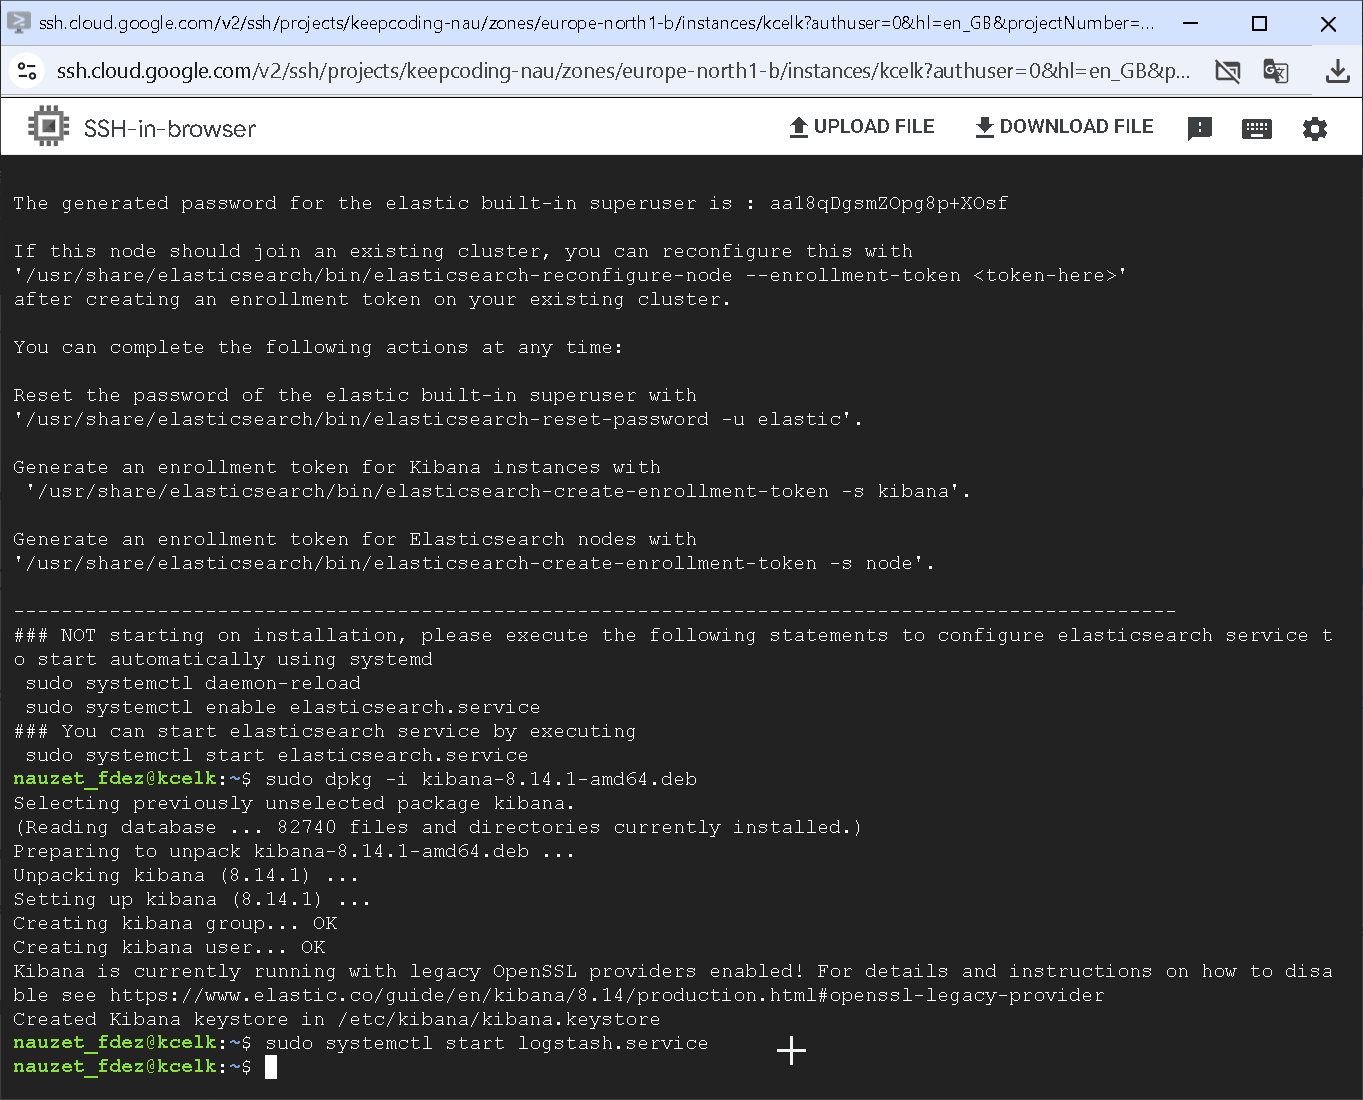 ssh.cloud.google.com/v2/ssh/projects/keepcoding-nau/zones/europe-north1-b/instances/kcelk?authuser=0&hl=en_GB&projectNumber=...
ssh.cloud.google.com/v2/ssh/projects/keepcoding-nau/zones/europe-north1-b/instances/kcelk?authuser=0&hl=en_GB&p...
SSH-in-browser
UPLOAD FILE
DOWNLOAD FILE
The generated password for the elastic built-in superuser is : aa18qDgsmZOpg8p+XOsf
If this node should join an existing cluster, you can reconfigure this with
'/usr/share/elasticsearch/bin/elasticsearch-reconfigure-node --enrollment-token <token-here>'
after creating an enrollment token on your existing cluster.
You can complete the following actions at any time:
Reset the password of the elastic built-in superuser with
'/usr/share/elasticsearch/bin/elasticsearch-reset-password -u elastic'.
Generate an enrollment token for Kibana instances with
'/usr/share/elasticsearch/bin/elasticsearch-create-enrollment-token -s kibana'.
Generate an enrollment token for Elasticsearch nodes with
'/usr/share/elasticsearch/bin/elasticsearch-create-enrollment-token -s node'.
-------------------------------------------------------------------------------------------------
### NOT starting on installation, please execute the following statements to configure elasticsearch service t
o start automatically using systemd
sudo systemctl daemon-reload
sudo systemctl enable elasticsearch.service
### You can start elasticsearch service by executing
sudo systemctl start elasticsearch.service
nauzet_fdez@kcelk:~$ sudo dpkg -i kibana-8.14.1-amd64.deb
Selecting previously unselected package kibana.
(Reading database ... 82740 files and directories currently installed.)
Preparing to unpack kibana-8.14.1-amd64.deb ...
Unpacking kibana (8.14.1) ...
Setting up kibana (8.14.1) ...
Creating kibana group... OK
Creating kibana user... OK
Kibana is currently running with legacy OpenSSL providers enabled! For details and instructions on how to disa
ble see https://www.elastic.co/guide/en/kibana/8.14/production.html#openssl-legacy-provider
Created Kibana keystore in /etc/kibana/kibana.keystore
nauzet_fdez@kcelk:~$ sudo systemctl start logstash.service
nauzet_fdez@kcelk:~$